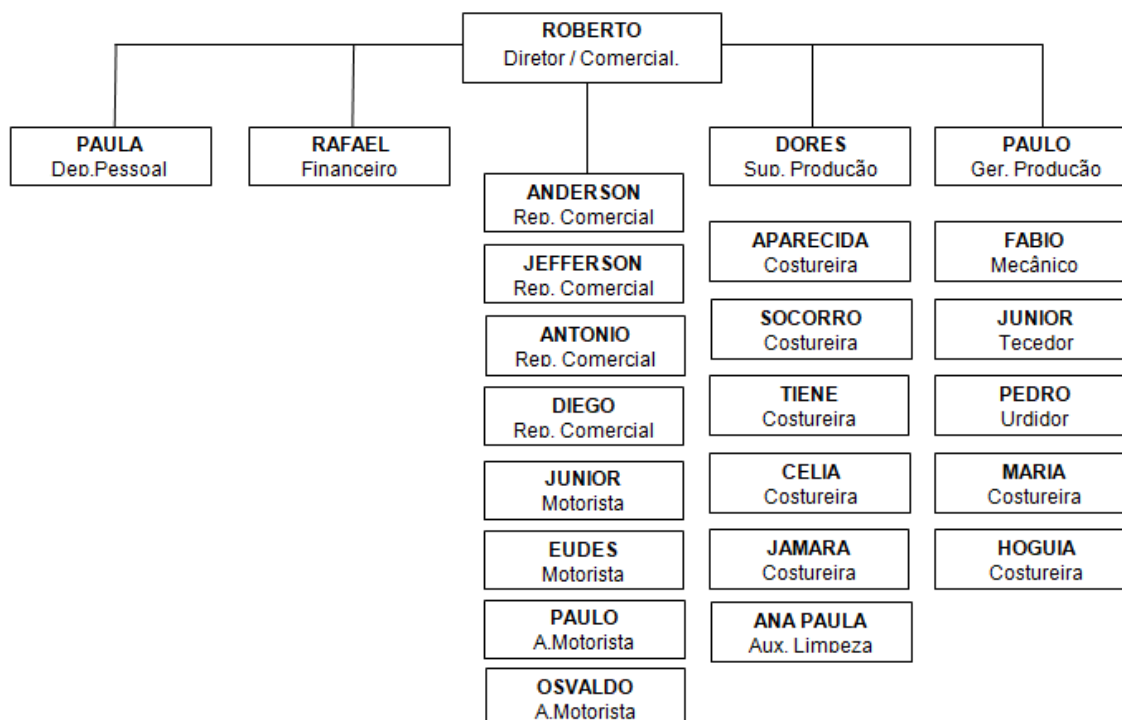 ROBERTO
Diretor / Comercial.
PAULA
Dep.Pessoal
RAFAEL
Financeiro
ANDERSON
Rep. Comercial
JEFFERSON
Rep. Comercial
ANTONIO
Rep. Comercial
DIEGO
Rep. Comercial
JUNIOR
Motorista
EUDES
Motorista
PAULO
A.Motorista
OSVALDO
A.Motorista
DORES
Sup. Produção
APARECIDA
Costureira
SOCORRO
Costureira
TIENE
Costureira
CELIA
Costureira
JAMARA
Costureira
ANA PAULA
Aux. Limpeza
PAULO
Ger. Produção
FABIO
Mecânico
JUNIOR
Tecedor
PEDRO
Urdidor
MARIA
Costureira
HOGUIA
Costureira